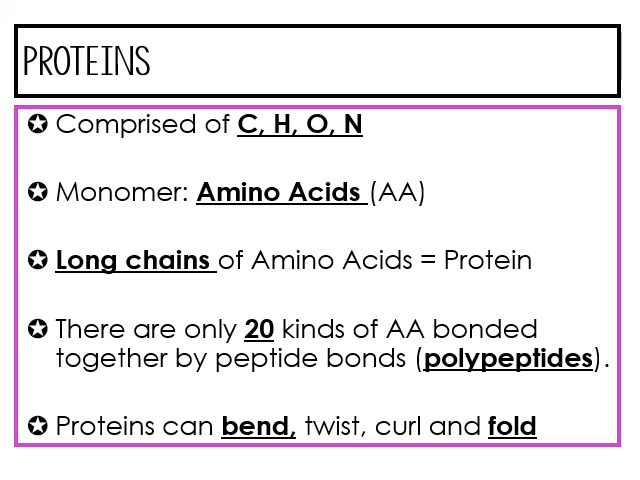 PROTEINS
✪ Comprised of C, H, O, N
✪ Monomer: Amino Acids (AA)
✪ Long chains of Amino Acids = Protein
✪ There are only 20 kinds of AA bonded
together by peptide bonds (polypeptides).
✪ Proteins can bend, twist, curl and fold